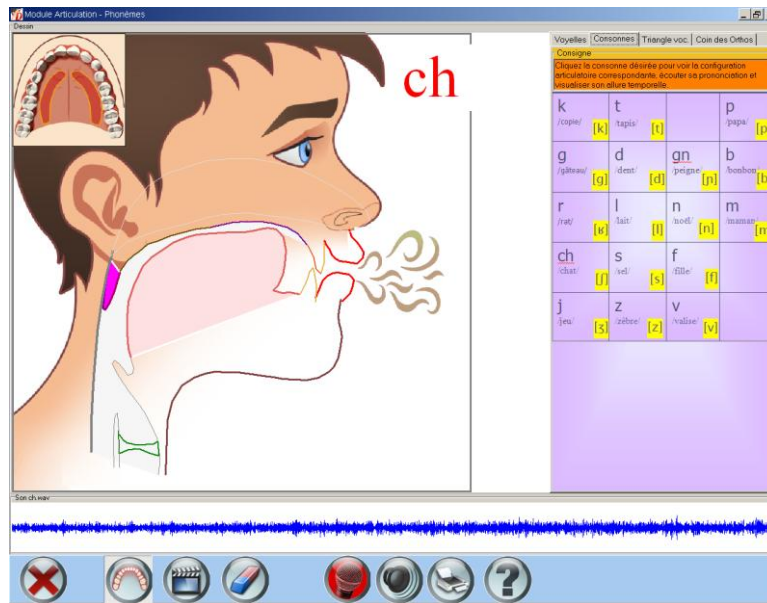 Module Articulation - Phonèmes
Dessin
ch
Voyelles Consonnes Triangle voc. Coin des Orthos
Consigne
Cliquez la consonne désirée pour voir la configuration
articulatoire correspondante, écouter sa prononciation et
visualiser son allure temporelle.
k t p
/copie/ [k] /tapis/ [t] /papa/ [p
g d gn b
/gâteau/ [g] /dent/ [d] /peigne/ [ɲ] /bonbon/ [b
r l n m
/rat/ [ʁ] /lait/ [l] /noël/ [n] /maman/ [m
ch s f
/chat/ [ʃ] /sel/ [s] /fille/ [f]
j z v
/jeu/ [ʒ] /zèbre/ [z] /valise/ [v]
Son ch.wav
?